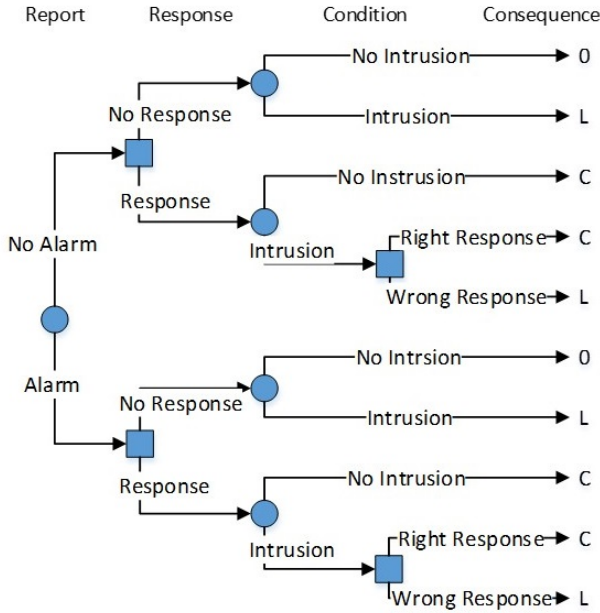 Report Response Condition Consequence
No Intrusion 0
No Response
Intrusion L
No Instrusion C
Response
No Alarm
Intrusion
Right Response C
Wrong Response L
No Intrsion 0
Alarm
No Response
Intrusion L
No Intrusion C
Response
Intrusion
Right Response C
Wrong Response L